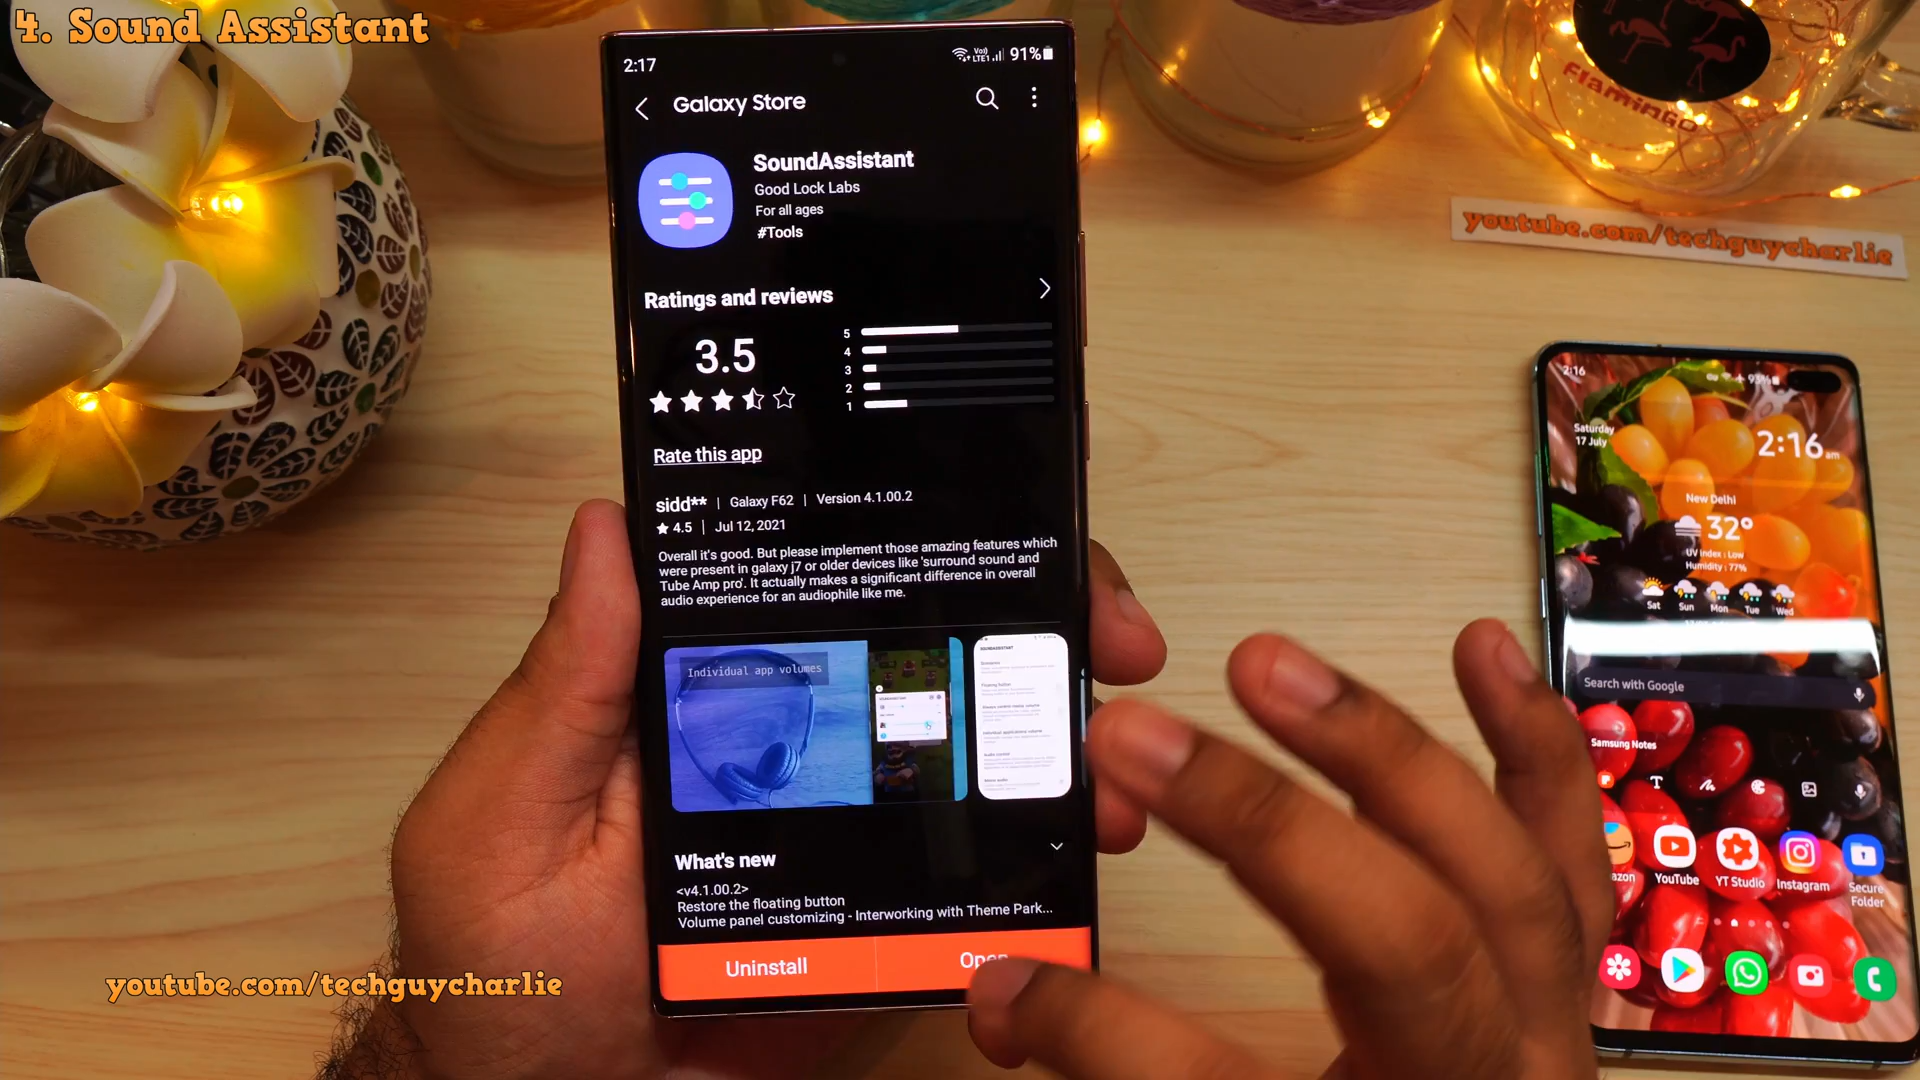 4. Sound Assistant
2:17
Vo)
LTE1
91%
Galaxy Store
SoundAssistant
Good Lock Labs
For all ages
#Tools
Ratings and reviews
3.5
5
4
3
2
1
Rate this app
sidd** | Galaxy F62 | Version 4.1.00.2
★ 4.5 | Jul 12, 2021
Overall it's good. But please implement those amazing features which
were present in galaxy j7 or older devices like 'surround sound and
Tube Amp pro'. It actually makes a significant difference in overall
audio experience for an audiophile like me.
Individual app volumes
SOUNDASSISTANT
What's new
<v4.1.00.2>
Restore the floating button
Volume panel customizing - Interworking with Theme Park...
Uninstall
Open
youtube.com/techguycharlie
FlaminGO
youtube.com/techguycharlie
2:16
93%
Saturday
17 July
2:16 am
New Delhi
32°
UV Index : Low
Humidity : 77%
Sat Sun Mon Tue Wed
Search with Google
Samsung Notes
azon
YouTube
YT Studio
Instagram
Secure
Folder